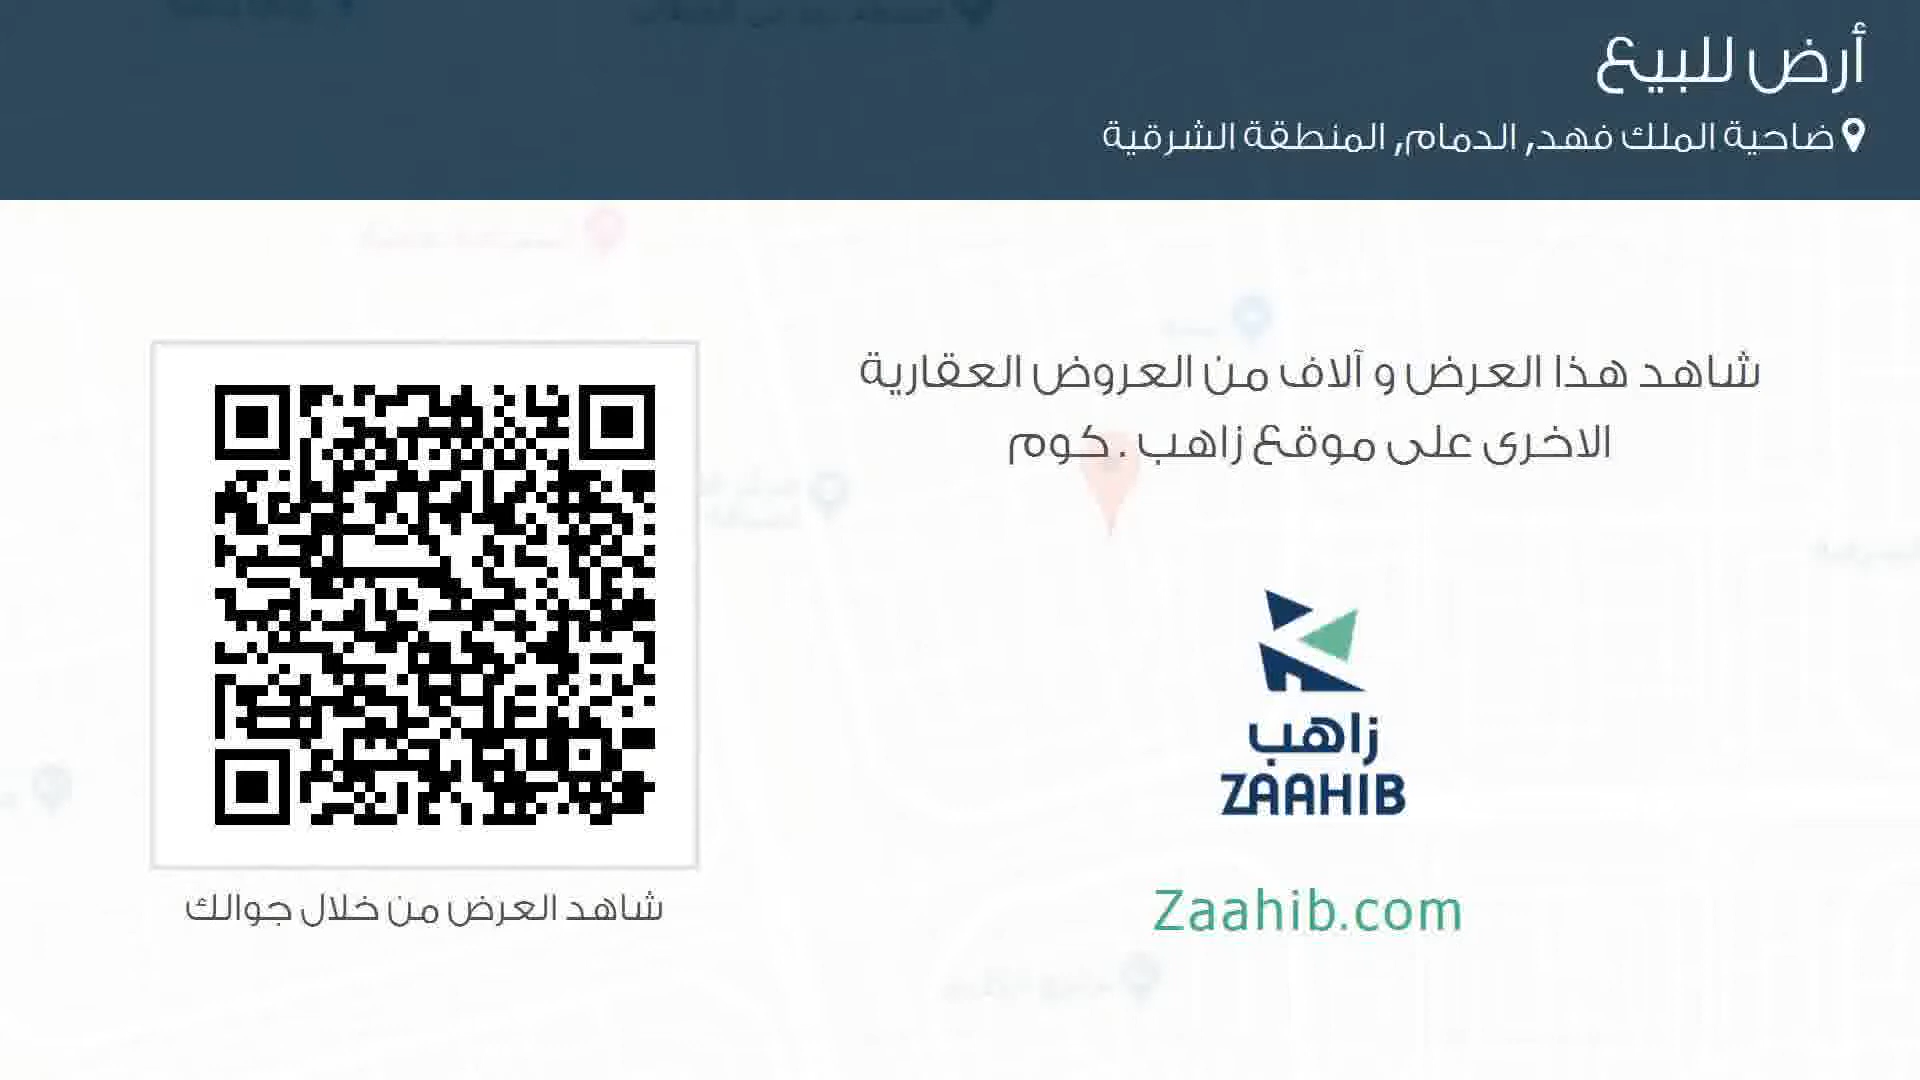 أرض للبيع
ضاحية الملك فهد, الدمام, المنطقة الشرقية
شاهد هذا العرض و آلاف من العروض العقارية
الاخرى على موقع زاهب . كوم
زاهب
ZAAHIB
Zaahib.com
شاهد العرض من خلال جوالك